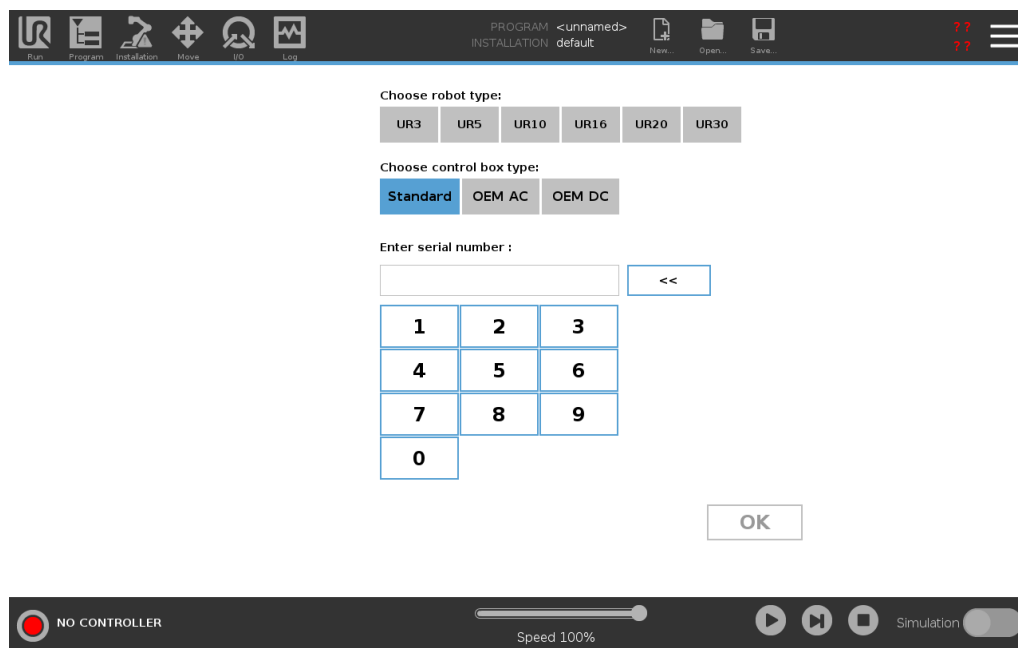 PROGRAM <unnamed>
INSTALLATION default
? ?
? ?
Run Program Installation Move I/O Log New... Open... Save...
Choose robot type:
UR3 UR5 UR10 UR16 UR20 UR30
Choose control box type:
Standard OEM AC OEM DC
Enter serial number :
<<
1 2 3
4 5 6
7 8 9
0
OK
NO CONTROLLER
Speed 100%
Simulation